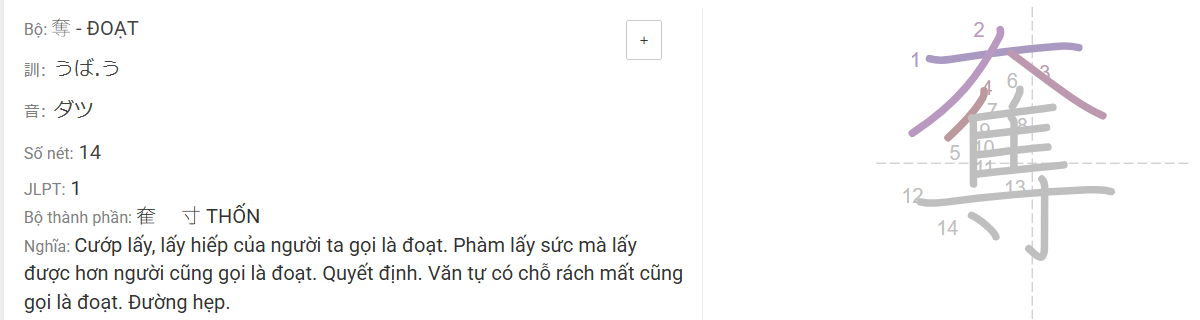 Bộ: 奪 - ĐOẠT
+
訓: うば.う
音: ダツ
Số nét: 14
JLPT: 1
Bộ thành phần: 奞 寸 THỐN
Nghĩa: Cướp lấy, lấy hiếp của người ta gọi là đoạt. Phàm lấy sức mà lấy
được hơn người cũng gọi là đoạt. Quyết định. Văn tự có chỗ rách mất cũng
gọi là đoạt. Đường hẹp.
奪
1
2
3
4
5
6
7
8
9
10
11
12
13
14